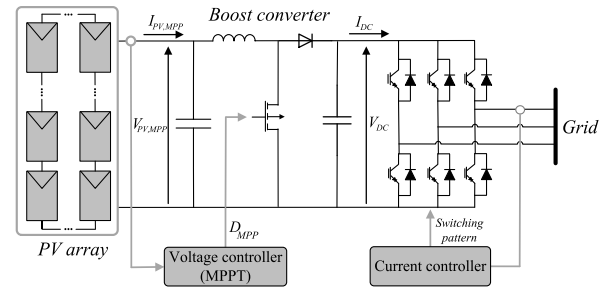 Boost converter
I_PV,MPP
I_DC
V_PV,MPP
V_DC
Grid
PV array
D_MPP
Switching
pattern
Voltage controller
(MPPT)
Current controller